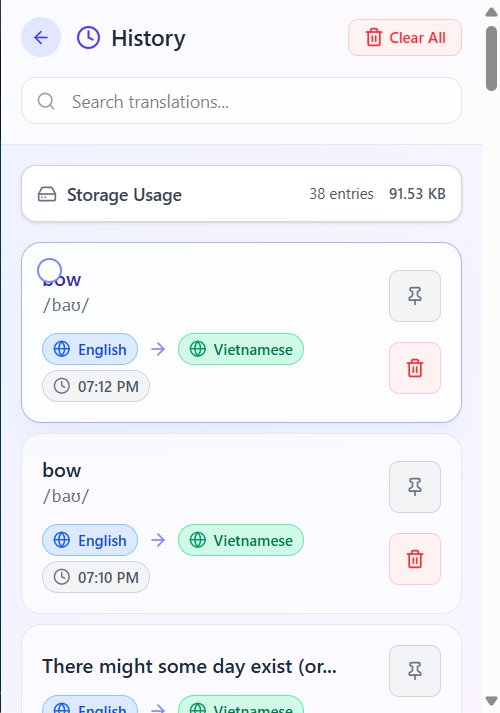 History
Clear All
Search translations...
Storage Usage 38 entries 91.53 KB
bow
/baʊ/
English → Vietnamese
07:12 PM
bow
/baʊ/
English → Vietnamese
07:10 PM
There might some day exist (or...
English → Vietnamese